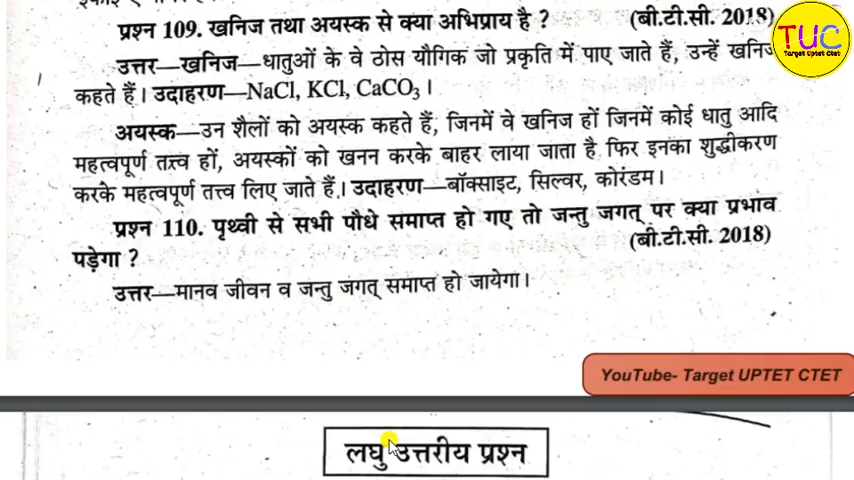 प्रश्न 109. खनिज तथा अयस्क से क्या अभिप्राय है ?
(बी.टी.सी. 2018)
उत्तर—खनिज—धातुओं के वे ठोस यौगिक जो प्रकृति में पाए जाते हैं, उन्हें खनिज
कहते हैं। उदाहरण—NaCl, KCl, CaCO₃ ।
अयस्क—उन शैलों को अयस्क कहते हैं, जिनमें वे खनिज हों जिनमें कोई धातु आदि
महत्वपूर्ण तत्त्व हों, अयस्कों को खनन करके बाहर लाया जाता है फिर इनका शुद्धीकरण
करके महत्वपूर्ण तत्त्व लिए जाते हैं। उदाहरण—बॉक्साइट, सिल्वर, कोरंडम।
प्रश्न 110. पृथ्वी से सभी पौधे समाप्त हो गए तो जन्तु जगत् पर क्या प्रभाव
पड़ेगा ?
(बी.टी.सी. 2018)
उत्तर—मानव जीवन व जन्तु जगत् समाप्त हो जायेगा।
लघु उत्तरीय प्रश्न
TUC
Target Uptet Ctet
YouTube- Target UPTET CTET